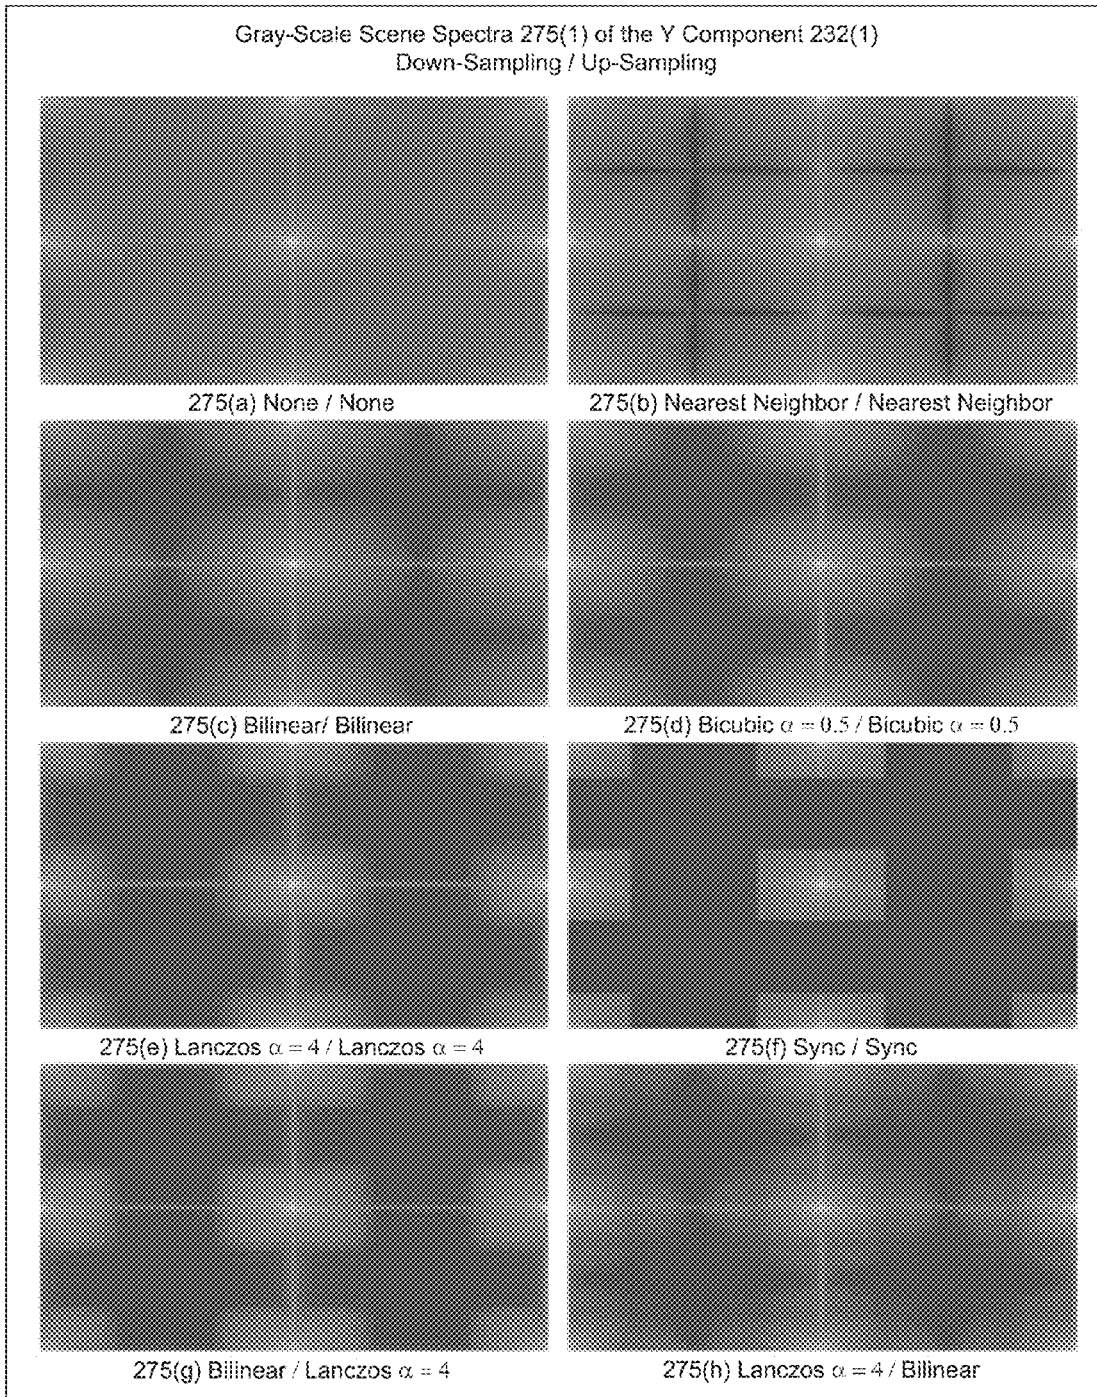 Gray-Scale Scene Spectra 275(1) of the Y Component 232(1)
Down-Sampling / Up-Sampling
275(a) None / None
275(b) Nearest Neighbor / Nearest Neighbor
275(c) Bilinear/ Bilinear
275(d) Bicubic α = 0.5 / Bicubic α = 0.5
275(e) Lanczos α = 4 / Lanczos α = 4
275(f) Sync / Sync
275(g) Bilinear / Lanczos α = 4
275(h) Lanczos α = 4 / Bilinear